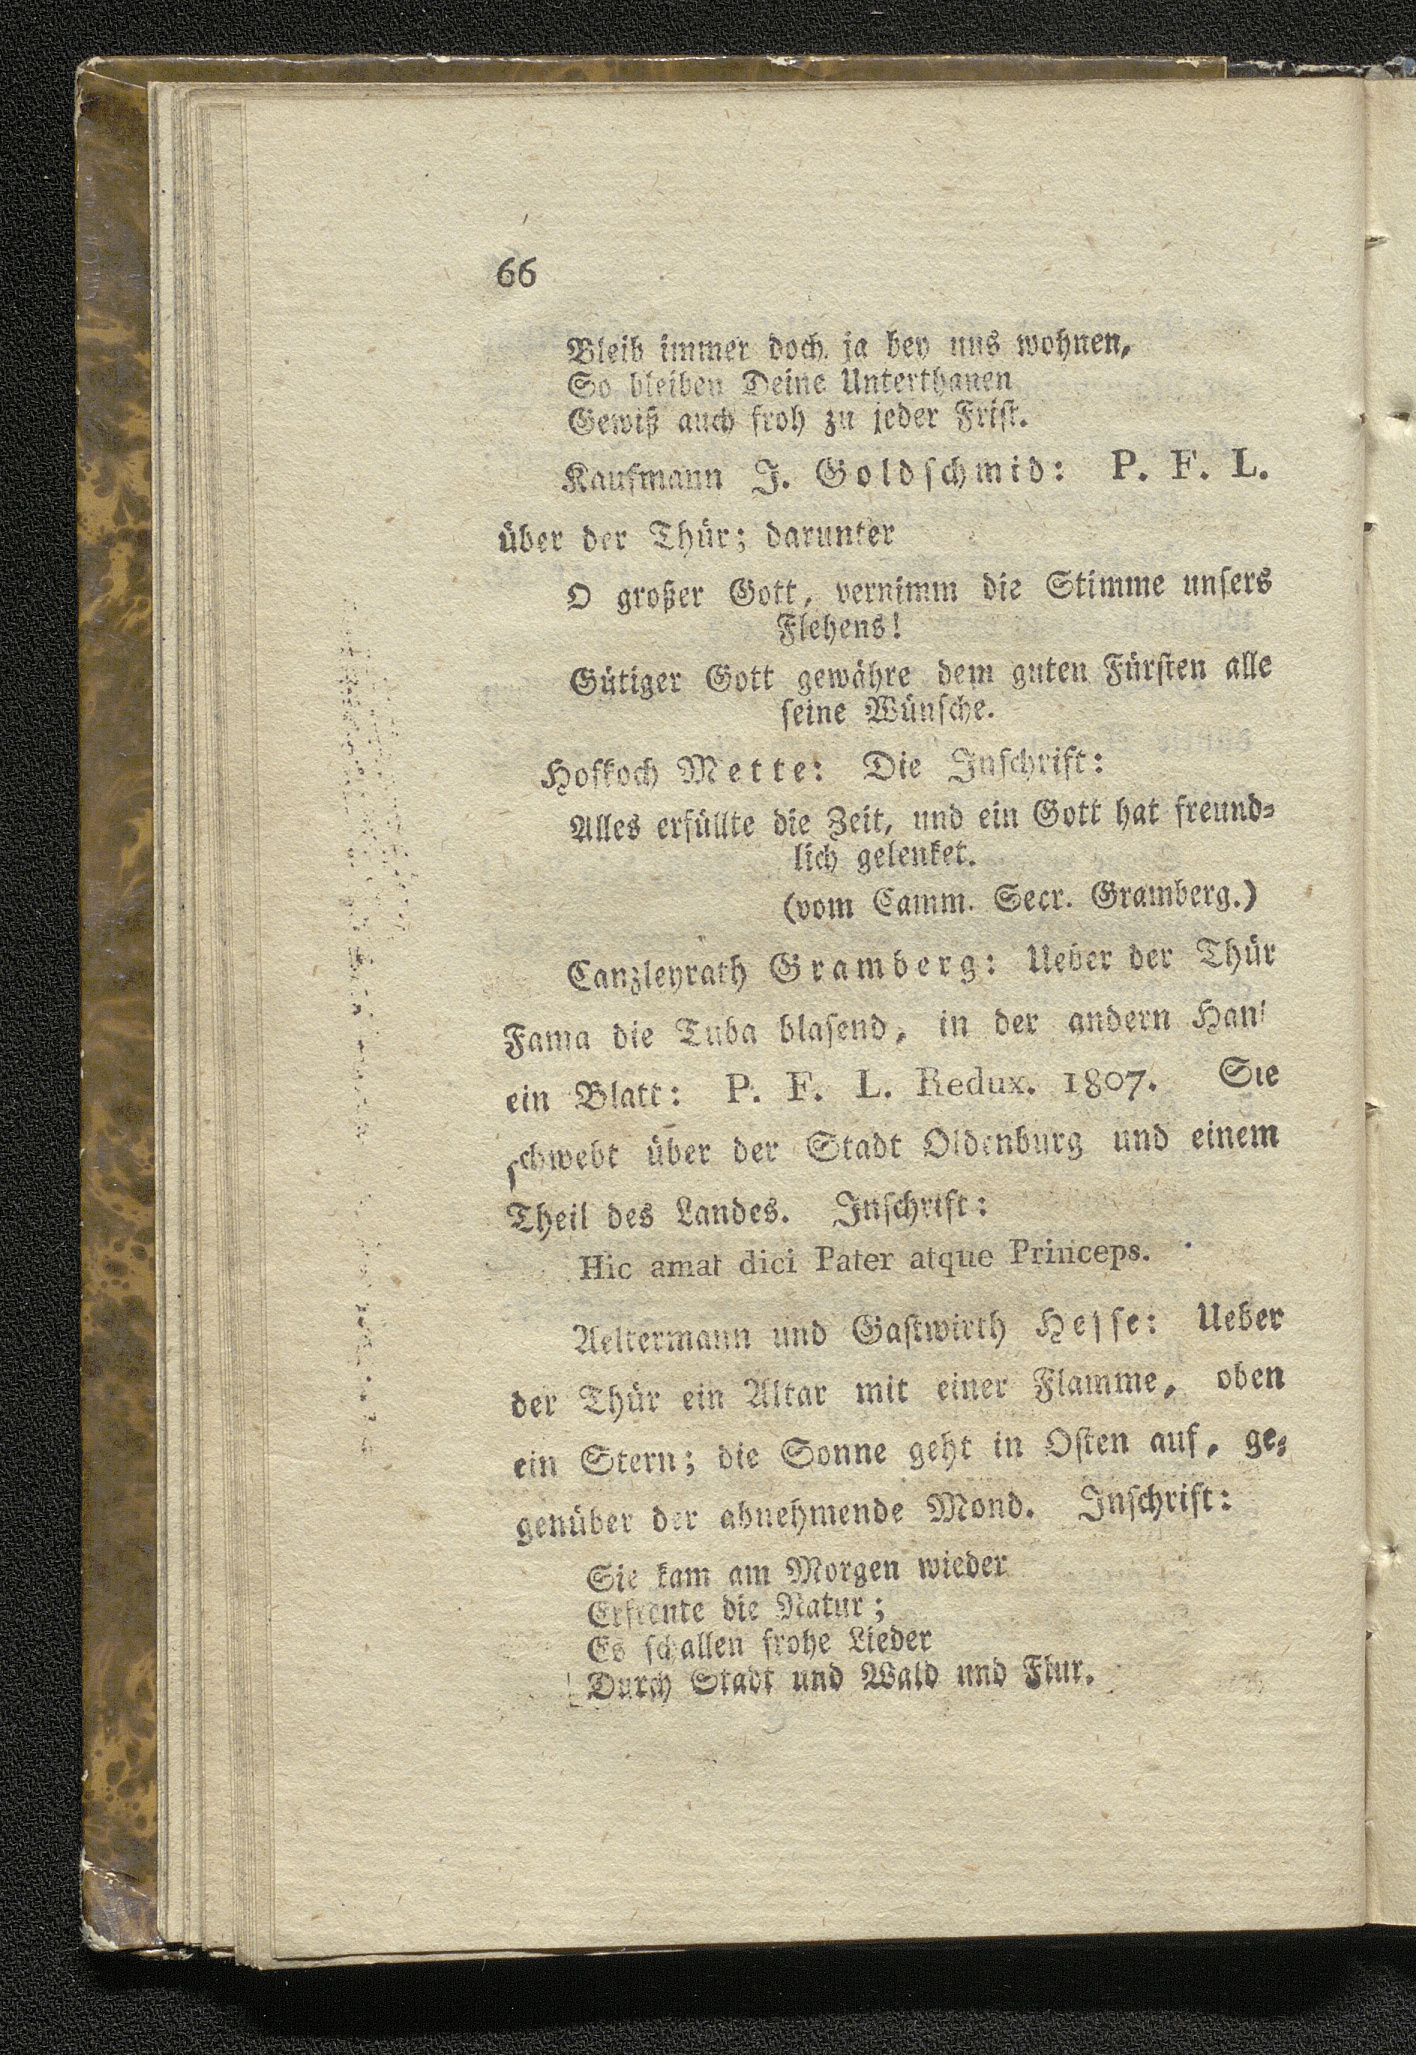 66
Bleib immer doch ja bey uns wohnen,
So bleiben Deine Unterthanen
Gewiß auch froh zu jeder Frist.
Kaufmann J. Goldschmid: P. F. L.
über der Thür; darunter
O großer Gott, vernimm die Stimme unsers
Flehens!
Gütiger Gott gewähre dem guten Fürsten alle
seine Wünsche.
Hofkoch Mette: Die Inschrift:
Alles erfüllte die Zeit, und ein Gott hat freund-
lich gelenket.
(vom Camm. Secr. Gramberg.)
Canzleyrath Gramberg: Ueber der Thür
Fama die Tuba blasend, in der andern Han
ein Blatt: P. F. L. Redux. 1807. Sie
schwebt über der Stadt Oldenburg und einem
Theil des Landes. Inschrift:
Hic amat dici Pater atque Princeps.
Aeltermann und Gastwirth Hesse: Ueber
der Thür ein Altar mit einer Flamme, oben
ein Stern; die Sonne geht in Osten auf, ge-
genüber der abnehmende Mond. Inschrift:
Sie kam am Morgen wieder
Erfreute die Natur;
Es schallen frohe Lieder
Durch Stadt und Wald und Flur.